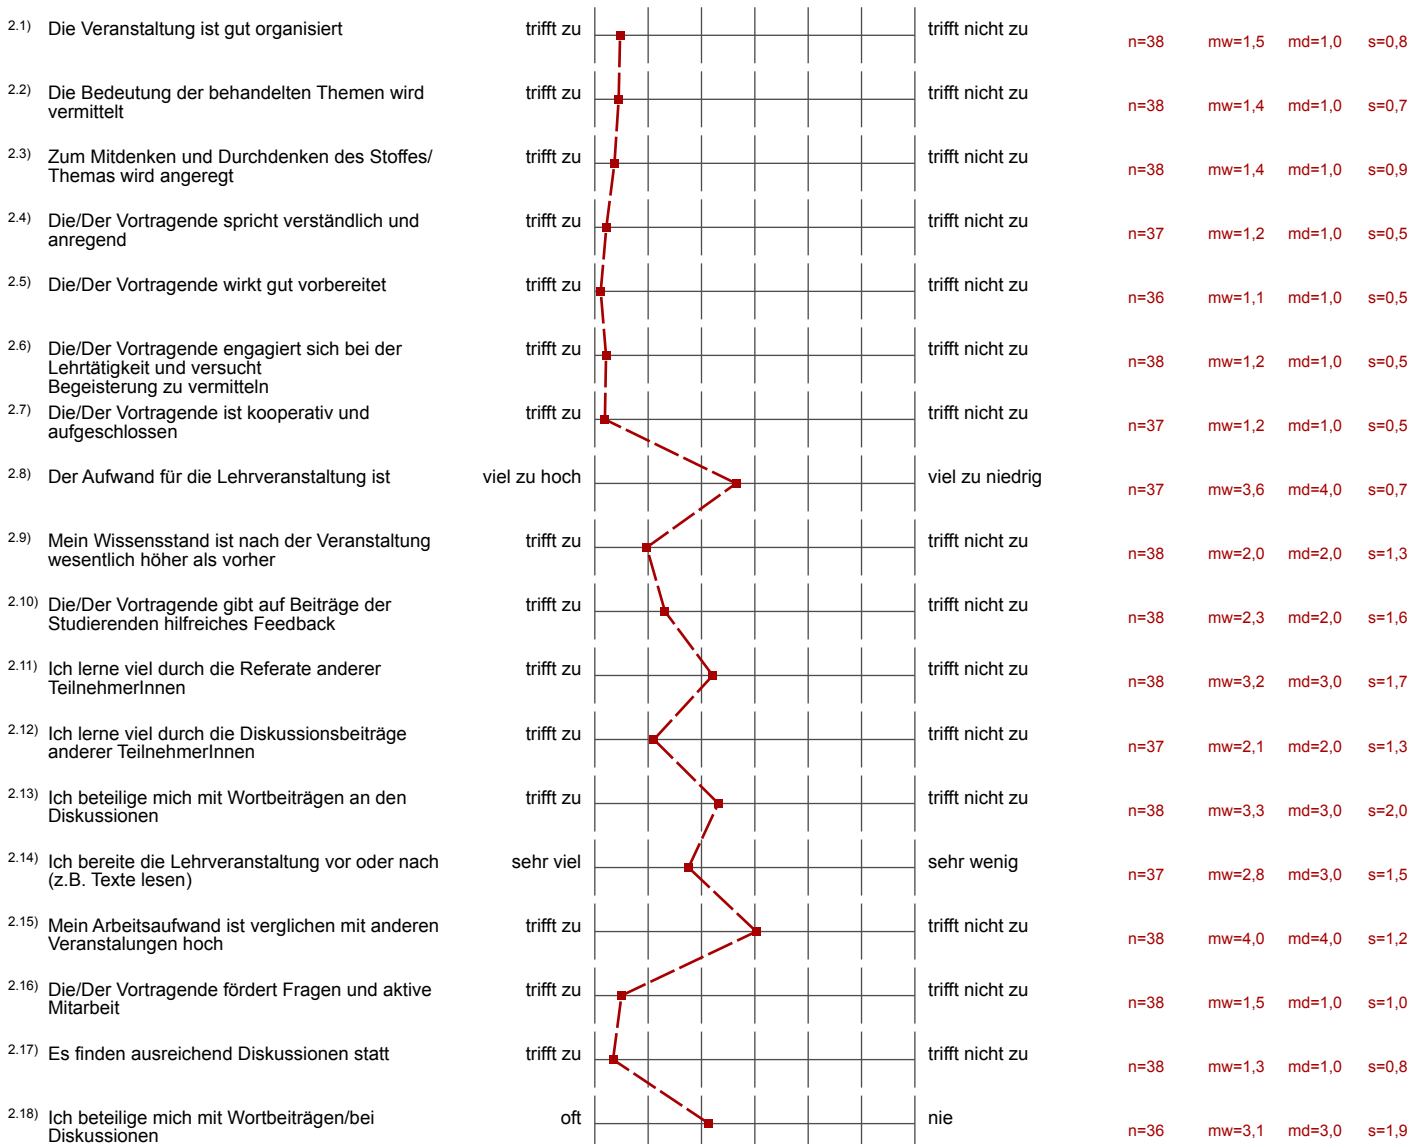 2.1) Die Veranstaltung ist gut organisiert trifft zu trifft nicht zu n=38 mw=1,5 md=1,0 s=0,8
2.2) Die Bedeutung der behandelten Themen wird trifft zu trifft nicht zu n=38 mw=1,4 md=1,0 s=0,7
vermittelt
2.3) Zum Mitdenken und Durchdenken des Stoffes/ trifft zu trifft nicht zu n=38 mw=1,4 md=1,0 s=0,9
Themas wird angeregt
2.4) Die/Der Vortragende spricht verständlich und trifft zu trifft nicht zu n=37 mw=1,2 md=1,0 s=0,5
anregend
2.5) Die/Der Vortragende wirkt gut vorbereitet trifft zu trifft nicht zu n=36 mw=1,1 md=1,0 s=0,5
2.6) Die/Der Vortragende engagiert sich bei der trifft zu trifft nicht zu n=38 mw=1,2 md=1,0 s=0,5
Lehrtätigkeit und versucht
Begeisterung zu vermitteln
2.7) Die/Der Vortragende ist kooperativ und trifft zu trifft nicht zu n=37 mw=1,2 md=1,0 s=0,5
aufgeschlossen
2.8) Der Aufwand für die Lehrveranstaltung ist viel zu hoch viel zu niedrig n=37 mw=3,6 md=4,0 s=0,7
2.9) Mein Wissensstand ist nach der Veranstaltung trifft zu trifft nicht zu n=38 mw=2,0 md=2,0 s=1,3
wesentlich höher als vorher
2.10) Die/Der Vortragende gibt auf Beiträge der trifft zu trifft nicht zu n=38 mw=2,3 md=2,0 s=1,6
Studierenden hilfreiches Feedback
2.11) Ich lerne viel durch die Referate anderer trifft zu trifft nicht zu n=38 mw=3,2 md=3,0 s=1,7
TeilnehmerInnen
2.12) Ich lerne viel durch die Diskussionsbeiträge trifft zu trifft nicht zu n=37 mw=2,1 md=2,0 s=1,3
anderer TeilnehmerInnen
2.13) Ich beteilige mich mit Wortbeiträgen an den trifft zu trifft nicht zu n=38 mw=3,3 md=3,0 s=2,0
Diskussionen
2.14) Ich bereite die Lehrveranstaltung vor oder nach sehr viel sehr wenig n=37 mw=2,8 md=3,0 s=1,5
(z.B. Texte lesen)
2.15) Mein Arbeitsaufwand ist verglichen mit anderen trifft zu trifft nicht zu n=38 mw=4,0 md=4,0 s=1,2
Veranstalungen hoch
2.16) Die/Der Vortragende fördert Fragen und aktive trifft zu trifft nicht zu n=38 mw=1,5 md=1,0 s=1,0
Mitarbeit
2.17) Es finden ausreichend Diskussionen statt trifft zu trifft nicht zu n=38 mw=1,3 md=1,0 s=0,8
2.18) Ich beteilige mich mit Wortbeiträgen/bei oft nie n=36 mw=3,1 md=3,0 s=1,9
Diskussionen